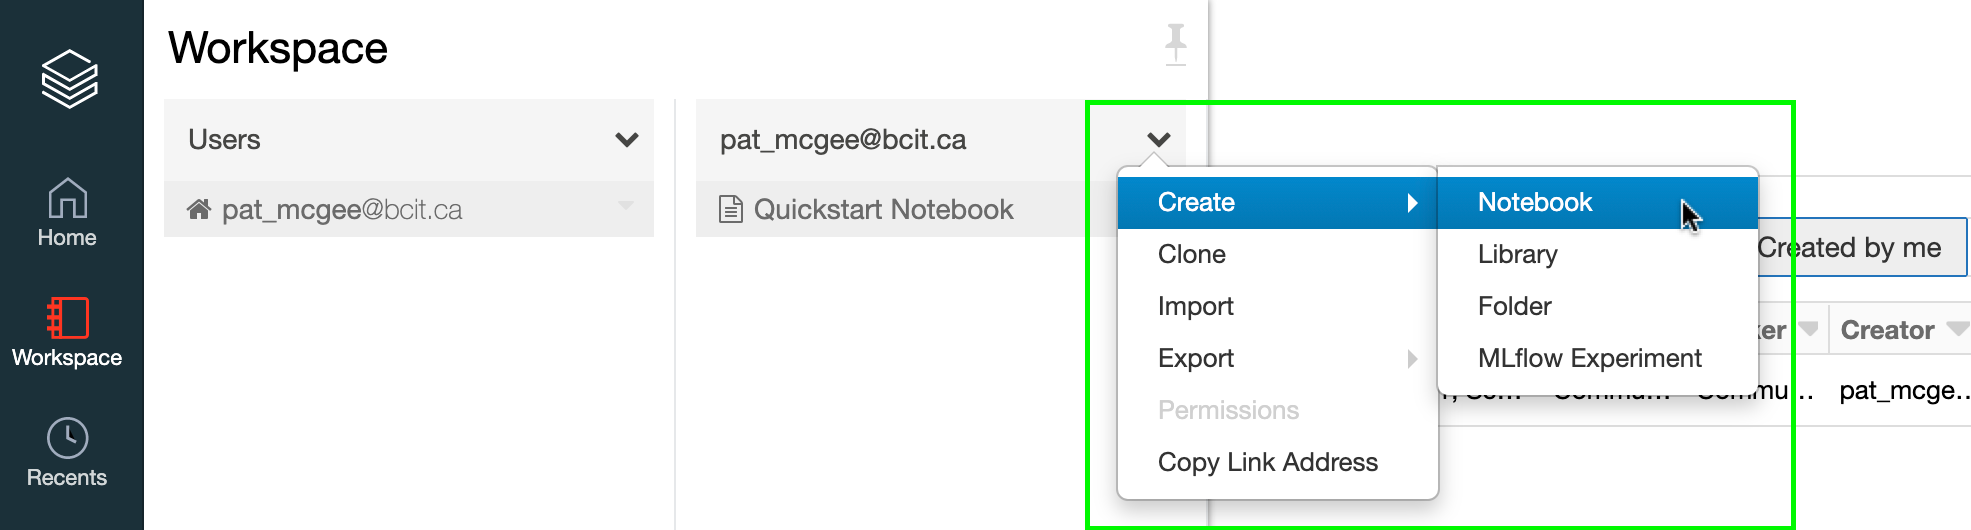 Workspace
Users
pat_mcgee@bcit.ca
pat_mcgee@bcit.ca
Quickstart Notebook
Home
Workspace
Recents
Create
Clone
Import
Export
Permissions
Copy Link Address
Notebook
Library
Folder
MLflow Experiment
Created by me
Creator
pat_mcge...